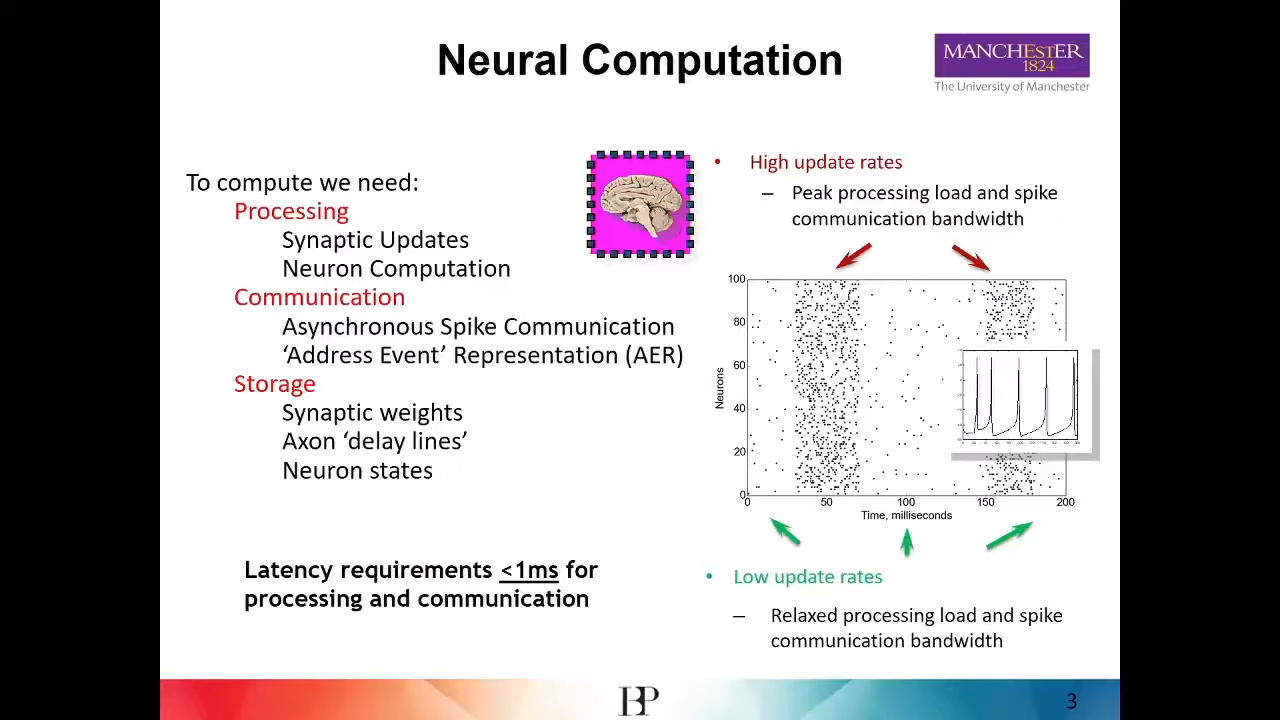 Neural Computation
MANCHESTER
1824
The University of Manchester
To compute we need:
Processing
Synaptic Updates
Neuron Computation
Communication
Asynchronous Spike Communication
‘Address Event’ Representation (AER)
Storage
Synaptic weights
Axon ‘delay lines’
Neuron states
Latency requirements <1ms for
processing and communication
• High update rates
– Peak processing load and spike
communication bandwidth
100
80
60
40
20
0
Neurons
0 50 100 150 200
Time, milliseconds
• Low update rates
– Relaxed processing load and spike
communication bandwidth
HBP
3